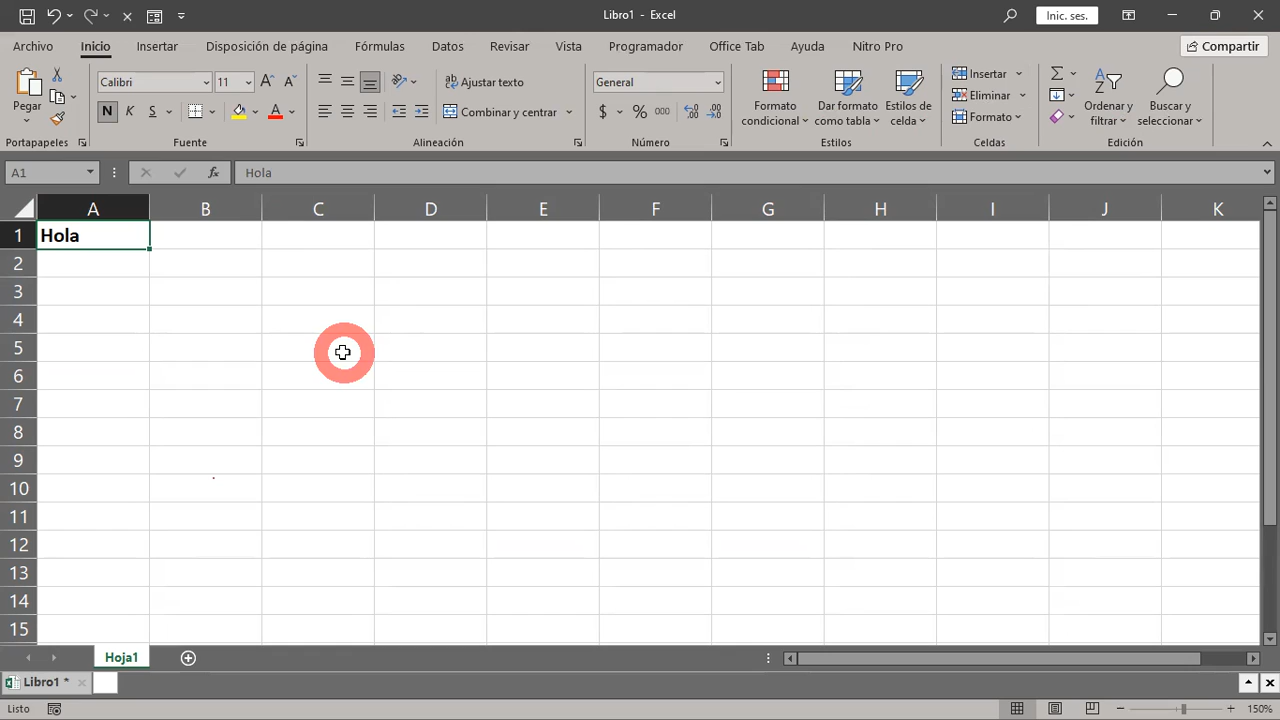 Libro1 - Excel
Inic. ses.
Archivo Inicio Insertar Disposición de página Fórmulas Datos Revisar Vista Programador Office Tab Ayuda Nitro Pro Compartir
Pegar
Portapapeles
Calibri 11
N K S
Fuente
Ajustar texto
Combinar y centrar
Alineación
General
$ % 000
Número
Formato condicional
Dar formato como tabla
Estilos de celda
Estilos
Insertar
Eliminar
Formato
Celdas
Ordenar y filtrar
Buscar y seleccionar
Edición
A1 fx Hola
A B C D E F G H I J K
1 Hola
2
3
4
5
6
7
8
9
10
11
12
13
14
15
Hoja1
Libro1 *
Listo 150%